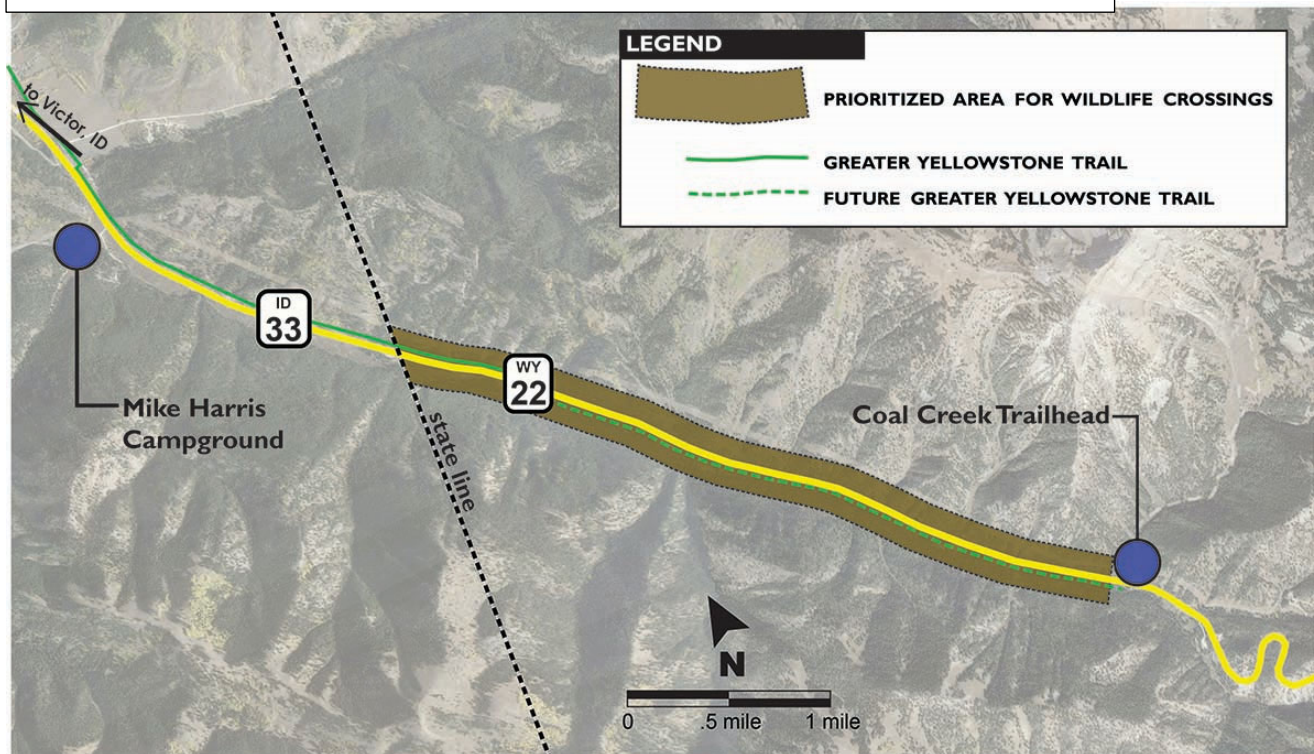 LEGEND
PRIORITIZED AREA FOR WILDLIFE CROSSINGS
GREATER YELLOWSTONE TRAIL
FUTURE GREATER YELLOWSTONE TRAIL
to Victor, ID
ID
33
WY
22
Mike Harris
Campground
state line
Coal Creek Trailhead
N
0 .5 mile 1 mile